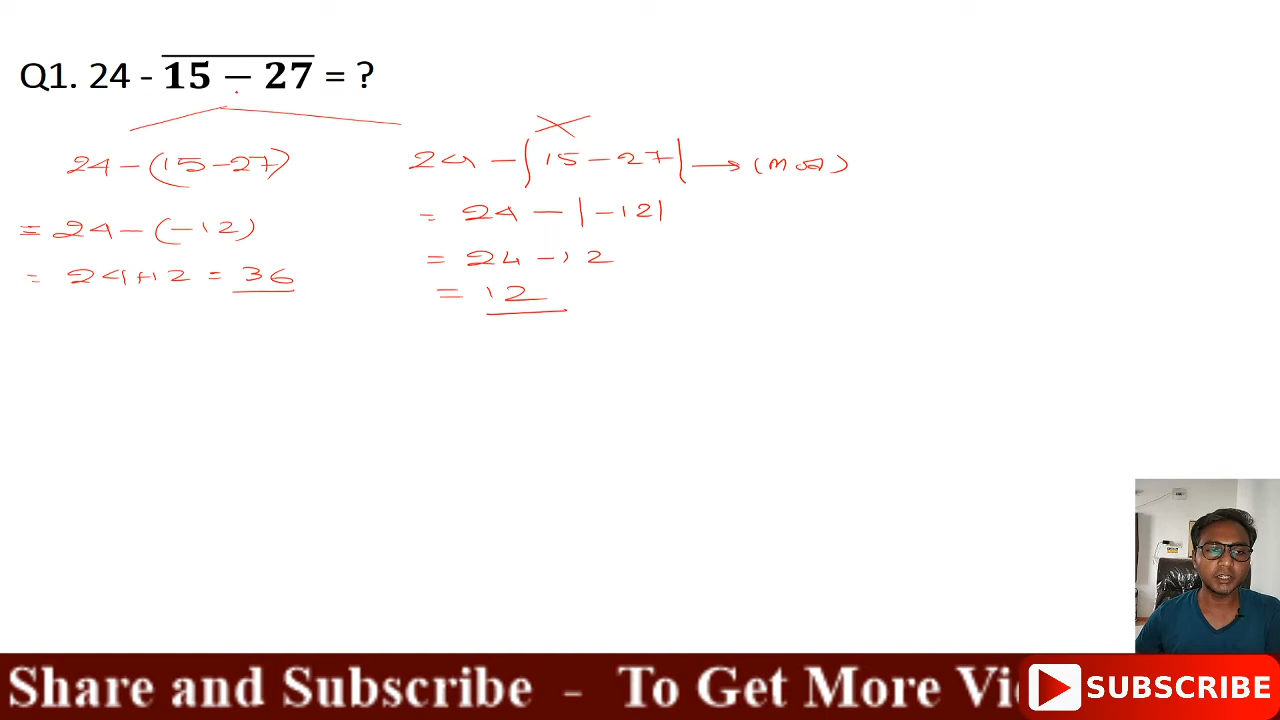 Q1. 24 - 15 − 27 = ?
24 − (15 − 27)
= 24 − (−12)
= 24 + 12 = 36
24 − |15 − 27| → (mod)
= 24 − |−12|
= 24 − 12
= 12
Share and Subscribe - To Get More Vi
SUBSCRIBE